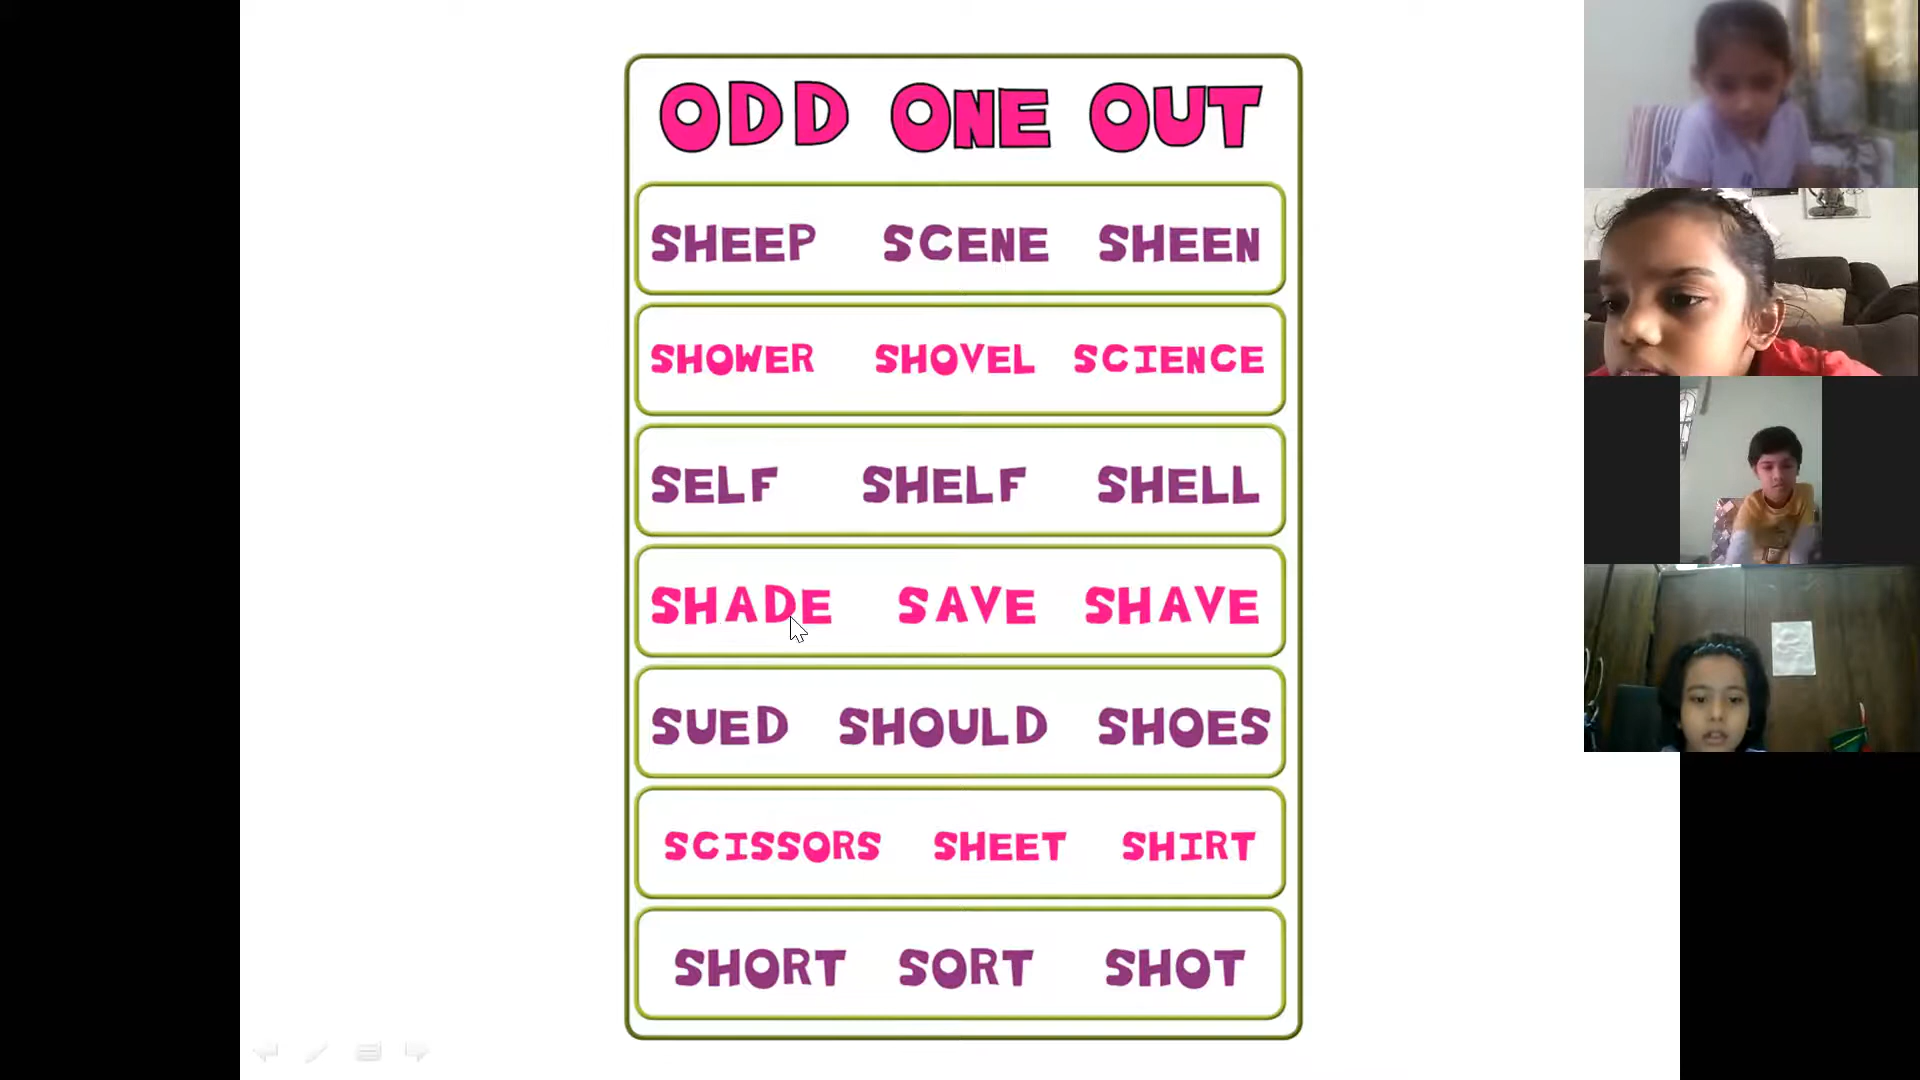 ODD ONE OUT
SHEEP SCENE SHEEN
SHOWER SHOVEL SCIENCE
SELF SHELF SHELL
SHADE SAVE SHAVE
SUED SHOULD SHOES
SCISSORS SHEET SHIRT
SHORT SORT SHOT